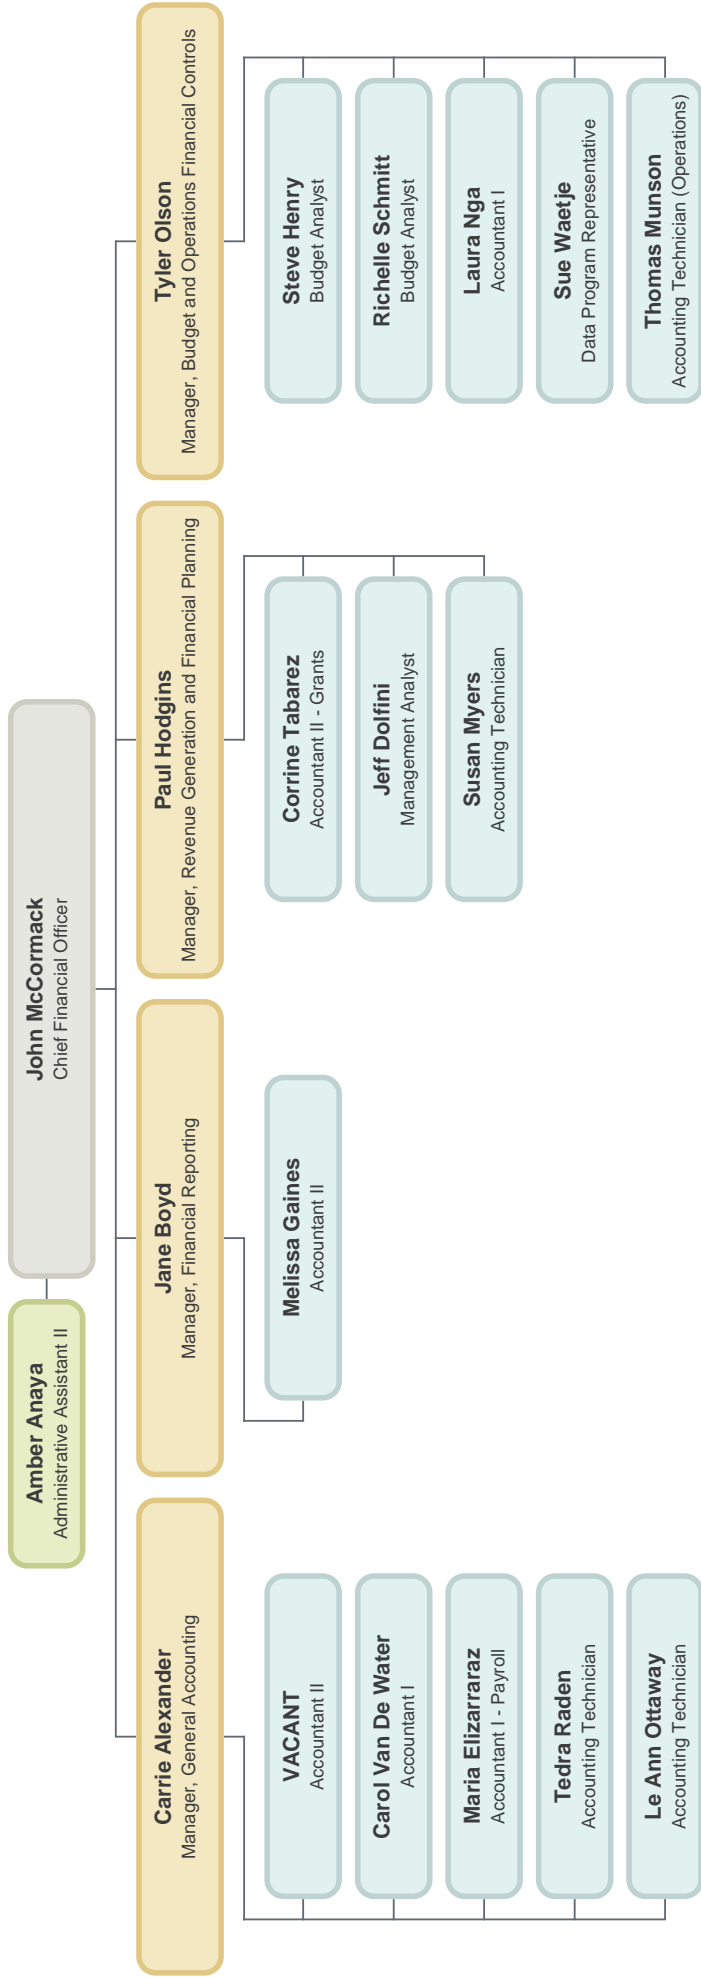 John McCormack
Chief Financial Officer
Amber Anaya
Administrative Assistant II
Carrie Alexander
Manager, General Accounting
VACANT
Accountant II
Carol Van De Water
Accountant I
Maria Elizarraraz
Accountant I - Payroll
Tedra Raden
Accounting Technician
Le Ann Ottaway
Accounting Technician
Jane Boyd
Manager, Financial Reporting
Melissa Gaines
Accountant II
Paul Hodgins
Manager, Revenue Generation and Financial Planning
Corrine Tabarez
Accountant II - Grants
Jeff Dolfini
Management Analyst
Susan Myers
Accounting Technician
Tyler Olson
Manager, Budget and Operations Financial Controls
Steve Henry
Budget Analyst
Richelle Schmitt
Budget Analyst
Laura Nga
Accountant I
Sue Waetje
Data Program Representative
Thomas Munson
Accounting Technician (Operations)